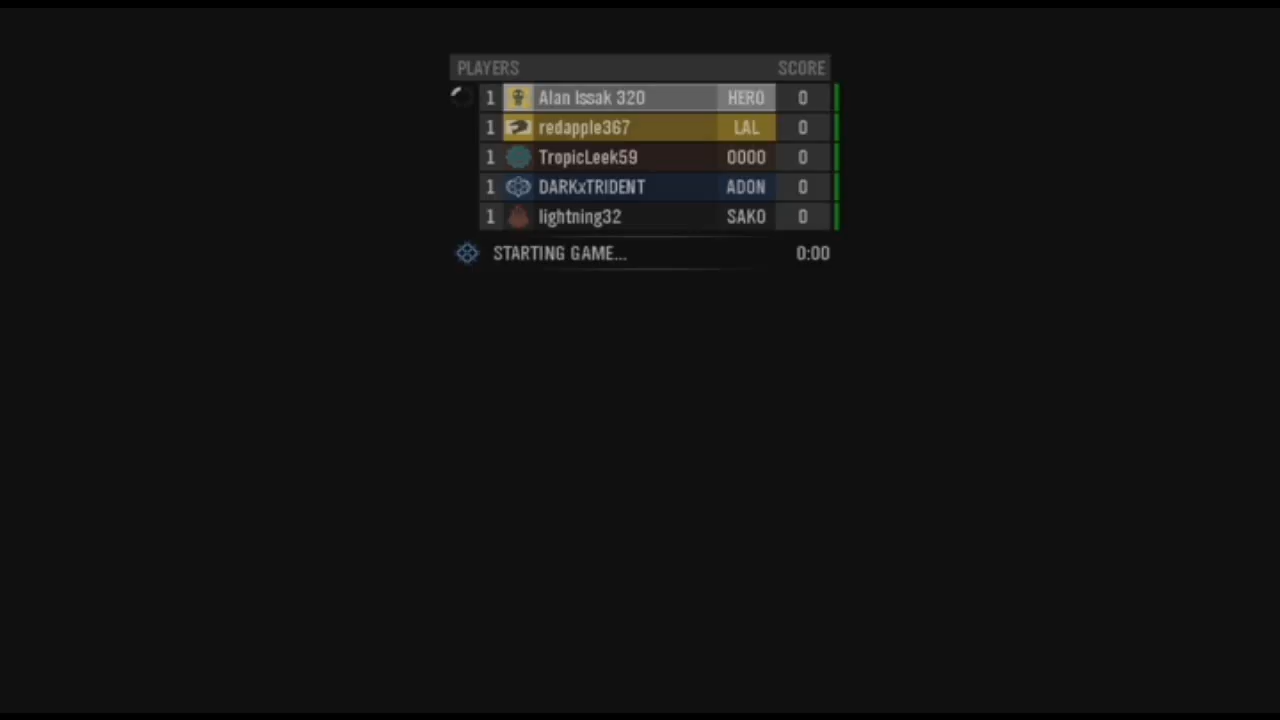 PLAYERS SCORE
1 Alan Issak 320 HERO 0
1 redapple367 LAL 0
1 TropicLeek59 OOOO 0
1 DARKxTRIDENT ADON 0
1 lightning32 SAKO 0
STARTING GAME... 0:00